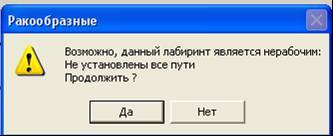 Ракообразные
Возможно, данный лабиринт является нерабочим:
Не установлены все пути
Продолжить ?
Да
Нет